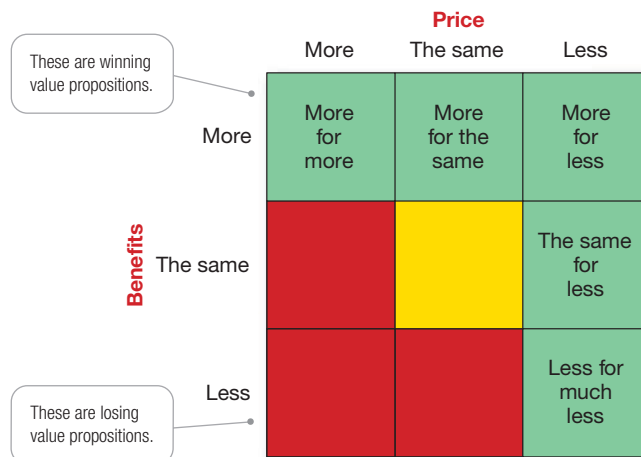 Price
More
The same
Less
These are winning
value propositions.
More
More
for
more
More
for the
same
More
for
less
Benefits
The same
The same
for
less
Less
Less for
much
less
These are losing
value propositions.